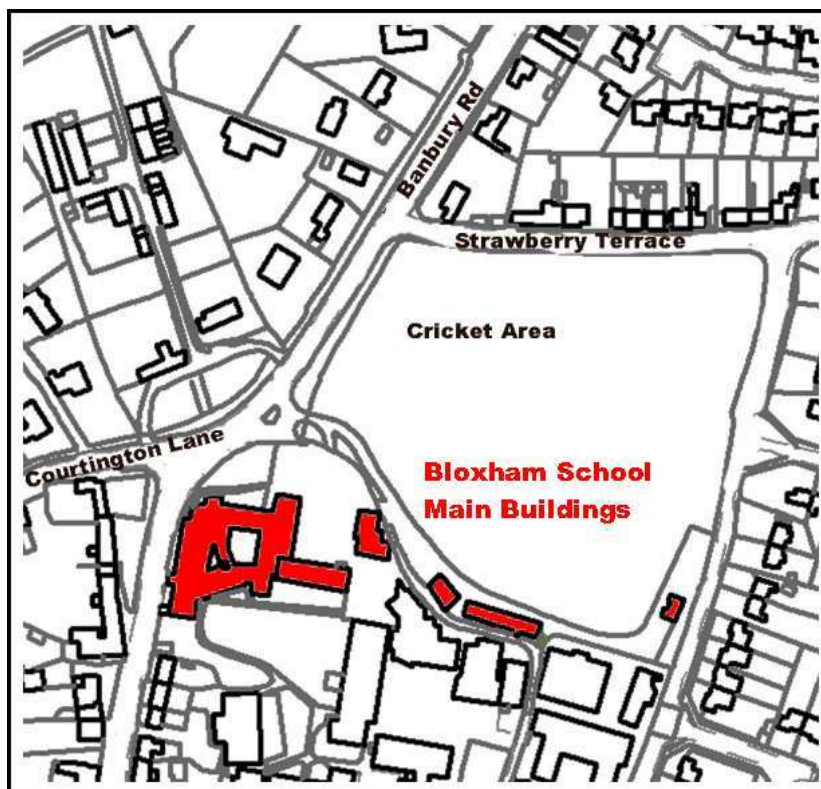 Banbury Rd
Strawberry Terrace
Cricket Area
Courtington Lane
Bloxham School
Main Buildings